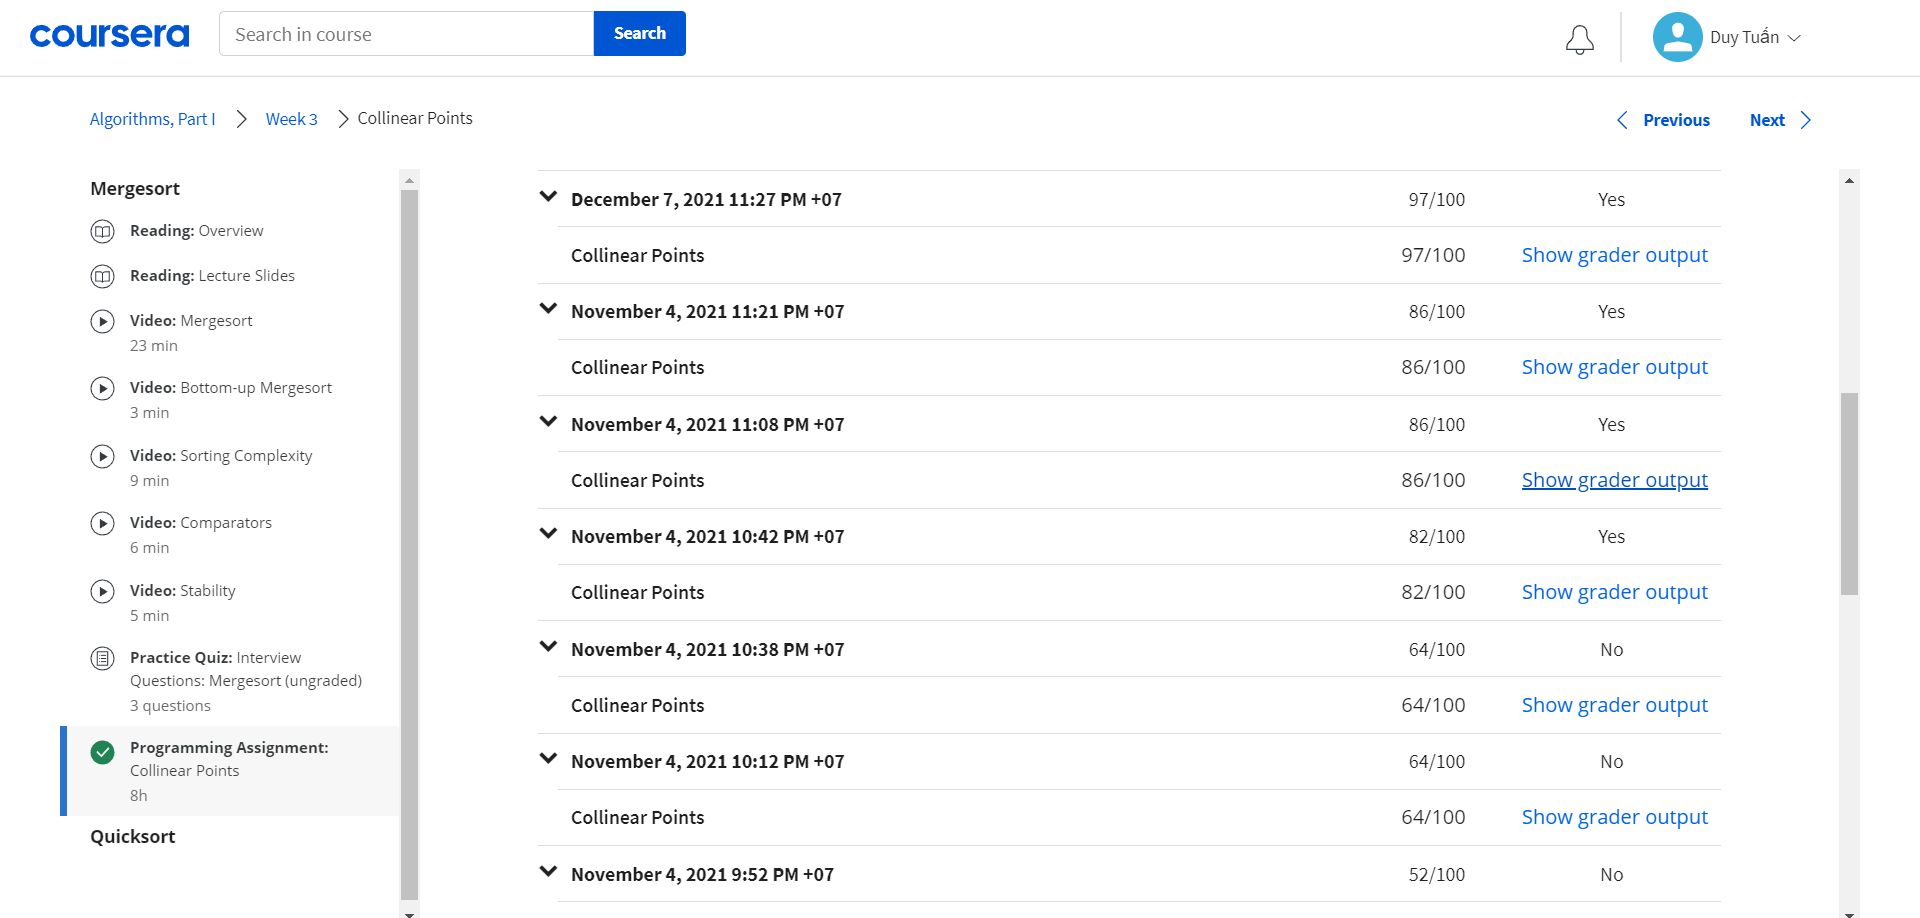 coursera
Search in course
Search
Duy Tuấn
Algorithms, Part I
Week 3
Collinear Points
Previous
Next
Mergesort
Reading: Overview
Reading: Lecture Slides
Video: Mergesort
23 min
Video: Bottom-up Mergesort
3 min
Video: Sorting Complexity
9 min
Video: Comparators
6 min
Video: Stability
5 min
Practice Quiz: Interview
Questions: Mergesort (ungraded)
3 questions
Programming Assignment:
Collinear Points
8h
Quicksort
December 7, 2021 11:27 PM +07 97/100 Yes
Collinear Points 97/100 Show grader output
November 4, 2021 11:21 PM +07 86/100 Yes
Collinear Points 86/100 Show grader output
November 4, 2021 11:08 PM +07 86/100 Yes
Collinear Points 86/100 Show grader output
November 4, 2021 10:42 PM +07 82/100 Yes
Collinear Points 82/100 Show grader output
November 4, 2021 10:38 PM +07 64/100 No
Collinear Points 64/100 Show grader output
November 4, 2021 10:12 PM +07 64/100 No
Collinear Points 64/100 Show grader output
November 4, 2021 9:52 PM +07 52/100 No